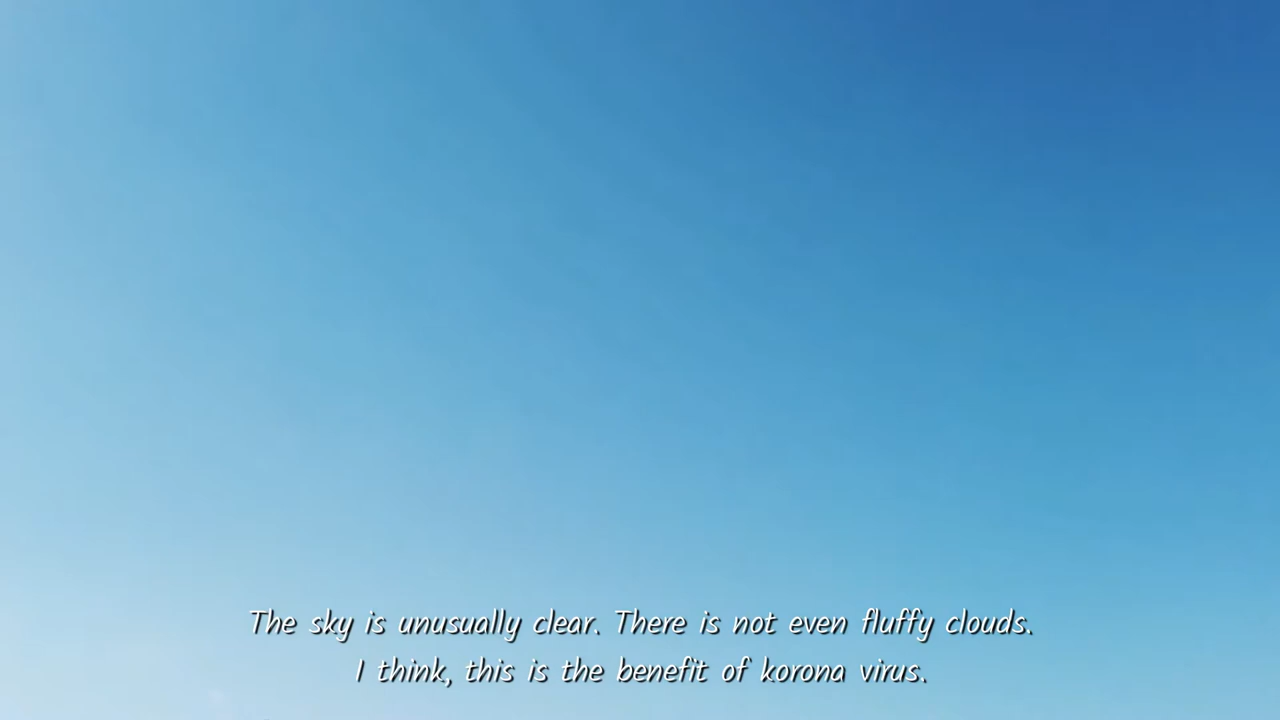 The sky is unusually clear. There is not even fluffy clouds.
I think, this is the benefit of korona virus.